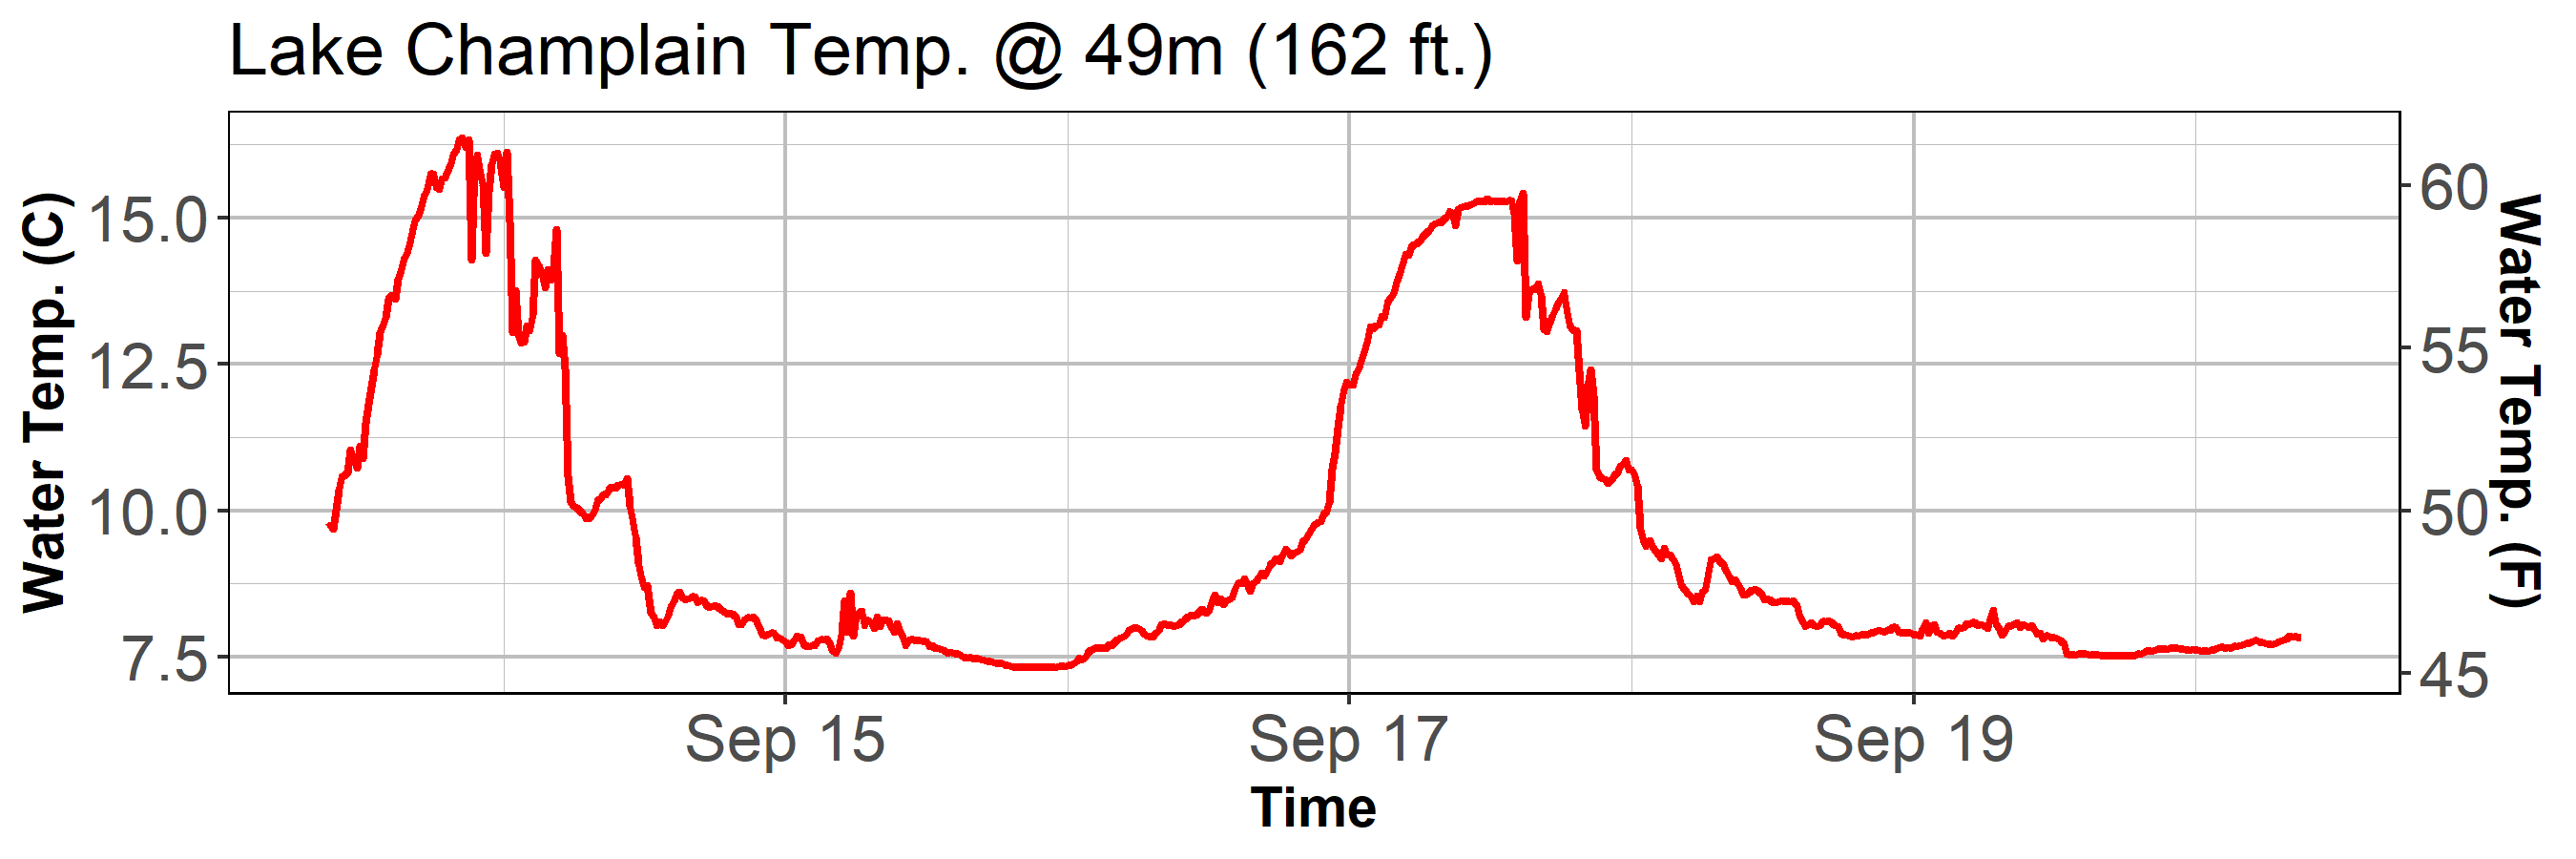 Lake Champlain Temp. @ 49m (162 ft.)
Water Temp. (C)
15.0
12.5
10.0
7.5
60
55
50
45
Water Temp. (F)
Sep 15 Sep 17 Sep 19
Time